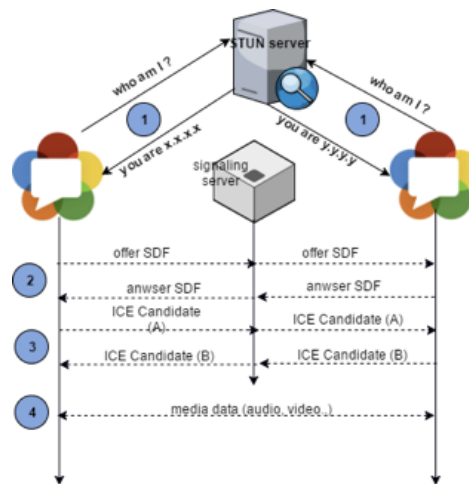 STUN server
who am I ?
who am I ?
1
1
you are x.x.x.x
you are y.y.y.y
signaling
server
offer SDF
offer SDF
2
anwser SDF
anwser SDF
ICE Candidate
(A)
ICE Candidate (A)
3
ICE Candidate (B)
ICE Candidate (B)
4
media data (audio, video..)